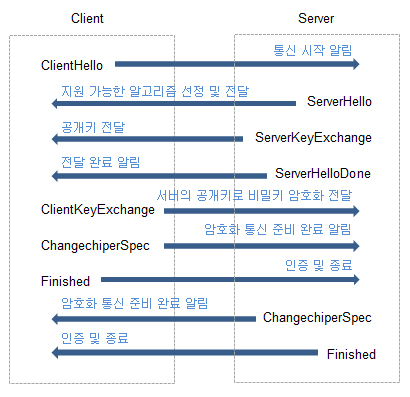 Client Server
통신 시작 알림
ClientHello
지원 가능한 알고리즘 선정 및 전달
ServerHello
공개키 전달
ServerKeyExchange
전달 완료 알림
ServerHelloDone
서버의 공개키로 비밀키 암호화 전달
ClientKeyExchange
암호화 통신 준비 완료 알림
ChangechiperSpec
인증 및 종료
Finished
암호화 통신 준비 완료 알림
ChangechiperSpec
인증 및 종료
Finished